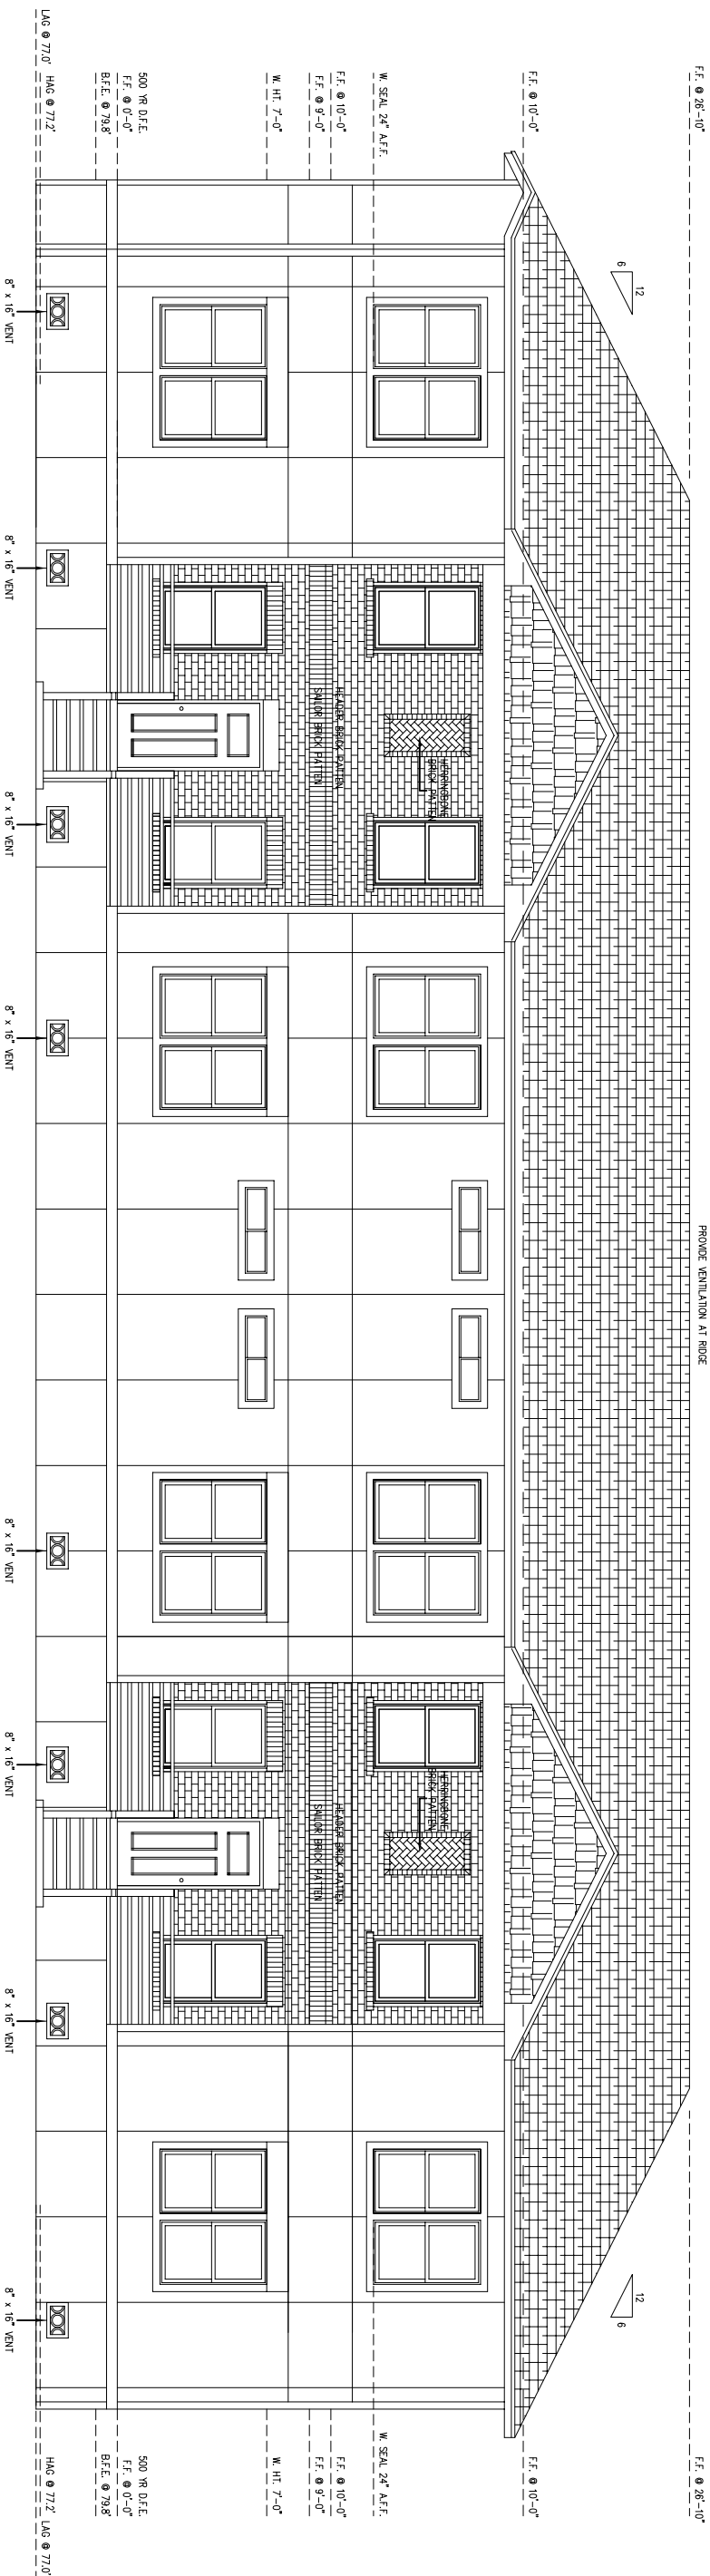 F.F. @ 26'-10"
F.F. @ 10'-0"
W. SEAL 24" A.F.F.
F.F. @ 10'-0"
F.F. @ 9'-0"
W. HT. 7'-0"
500 YR D.F.E.
F.F. @ 0'-0"
B.F.E. @ 79.8'
HAG @ 77.2'
LAG @ 77.0'
12
6
PROVIDE VENTILATION AT RIDGE
12
6
HERRINGBONE
BRICK PATTEN
HEADER BRICK PATTEN
SAILOR BRICK PATTEN
HERRINGBONE
BRICK PATTEN
HEADER BRICK PATTEN
SAILOR BRICK PATTEN
8" x 16" VENT
8" x 16" VENT
8" x 16" VENT
8" x 16" VENT
8" x 16" VENT
8" x 16" VENT
8" x 16" VENT
8" x 16" VENT
F.F. @ 26'-10"
F.F. @ 10'-0"
W. SEAL 24" A.F.F.
F.F. @ 10'-0"
F.F. @ 9'-0"
W. HT. 7'-0"
500 YR D.F.E.
F.F. @ 0'-0"
B.F.E. @ 79.8'
HAG @ 77.2'
LAG @ 77.0'